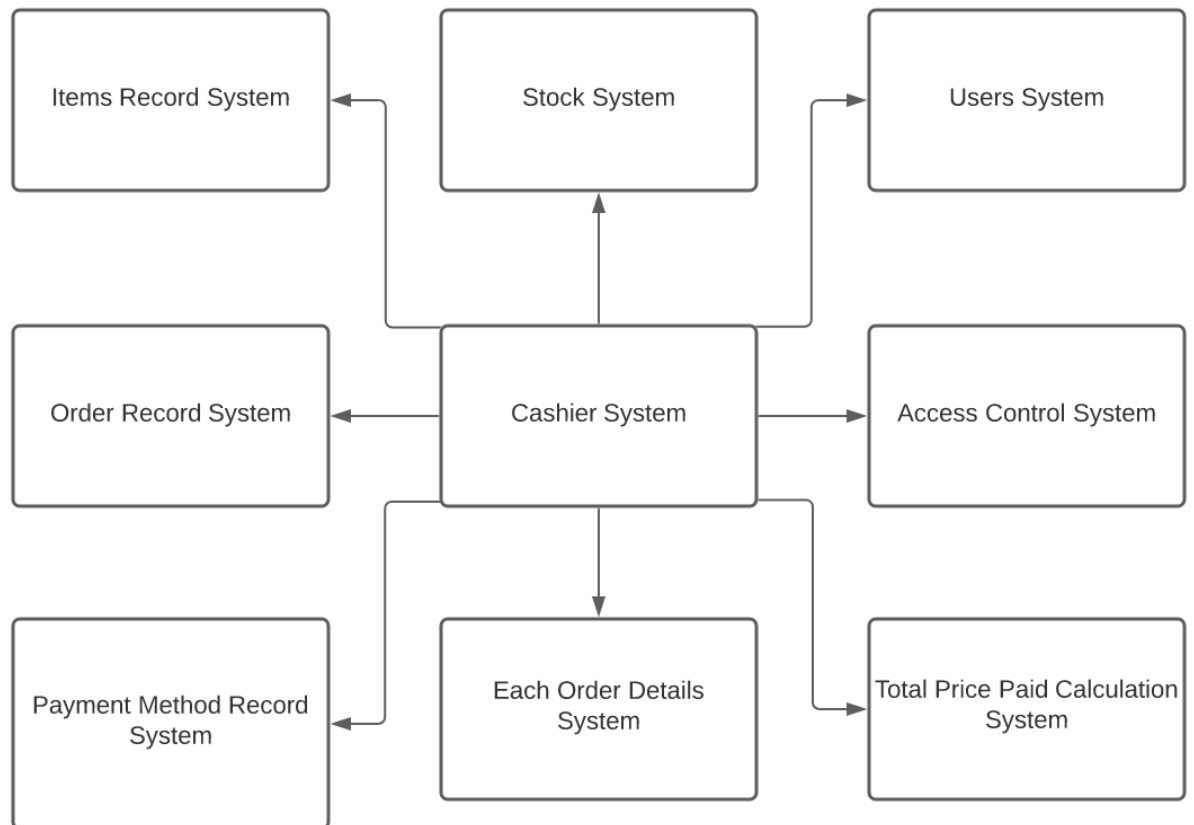 Items Record System
Stock System
Users System
Order Record System
Cashier System
Access Control System
Payment Method Record
System
Each Order Details
System
Total Price Paid Calculation
System